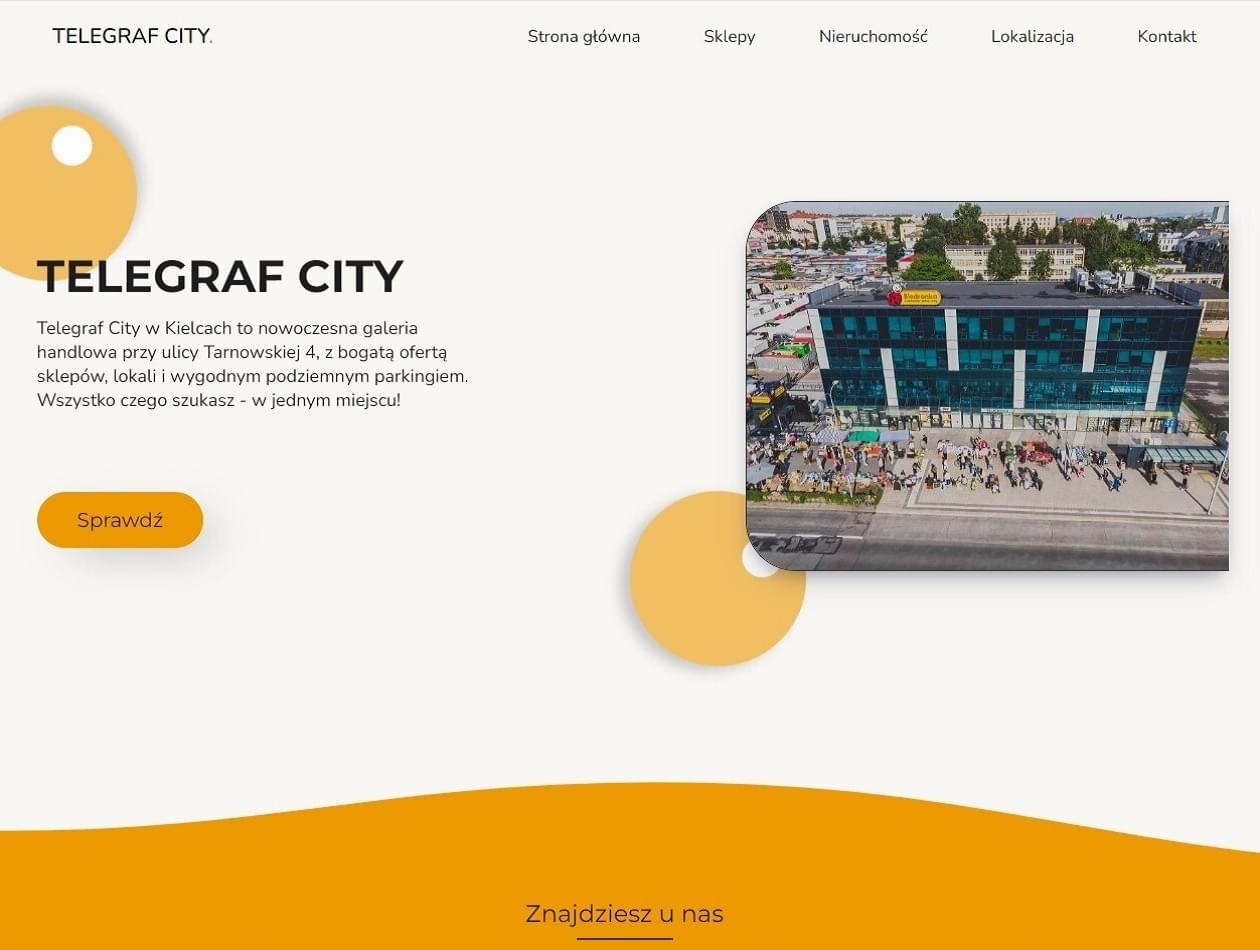 TELEGRAF CITY.
Strona główna
Sklepy
Nieruchomość
Lokalizacja
Kontakt
TELEGRAF CITY
Telegraf City w Kielcach to nowoczesna galeria
handlowa przy ulicy Tarnowskiej 4, z bogatą ofertą
sklepów, lokali i wygodnym podziemnym parkingiem.
Wszystko czego szukasz - w jednym miejscu!
Biedronka
Sprawdź
Znajdziesz u nas